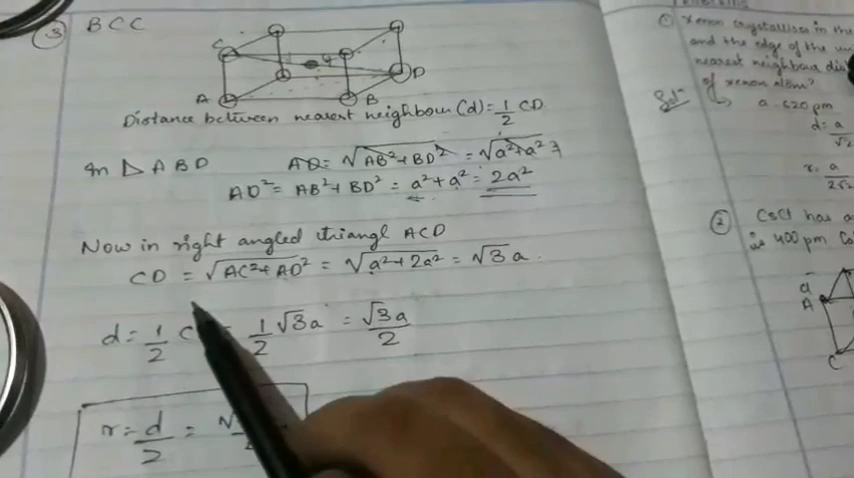 ③ BCC
C
A
B
D
Distance between nearest neighbour (d) = 1/2 CD
In △ ABD AD = √AB²+BD² = √a²+a² =
AD² = AB²+BD² = a²+a² = 2a²
Now in right angled triangl ACD
CD = √AC²+AD² = √a²+2a² = √3 a.
d = 1/2 C = 1/2 √3a = √3a/2
r = d/2 =
① Xenon crystallises in the
and the edge of the
nearest neighbour
of xenon atom?
Sol
a 620 pm
d = a
r = a
② CsCl has a
is 400 pm
a
A
C